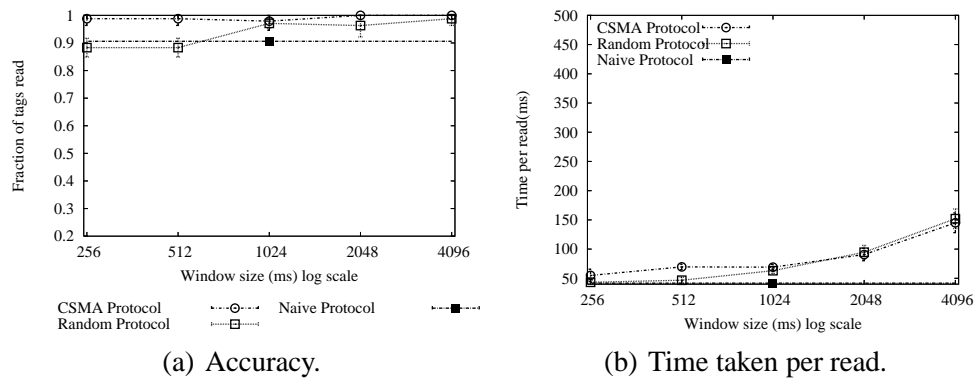 1
0.9
0.8
0.7
0.6
0.5
0.4
0.3
0.2
Fraction of tags read
256 512 1024 2048 4096
Window size (ms) log scale
CSMA Protocol Naive Protocol
Random Protocol
(a) Accuracy.
500
450
400
350
300
250
200
150
100
50
Time per read(ms)
CSMA Protocol
Random Protocol
Naive Protocol
256 512 1024 2048 4096
Window size (ms) log scale
(b) Time taken per read.